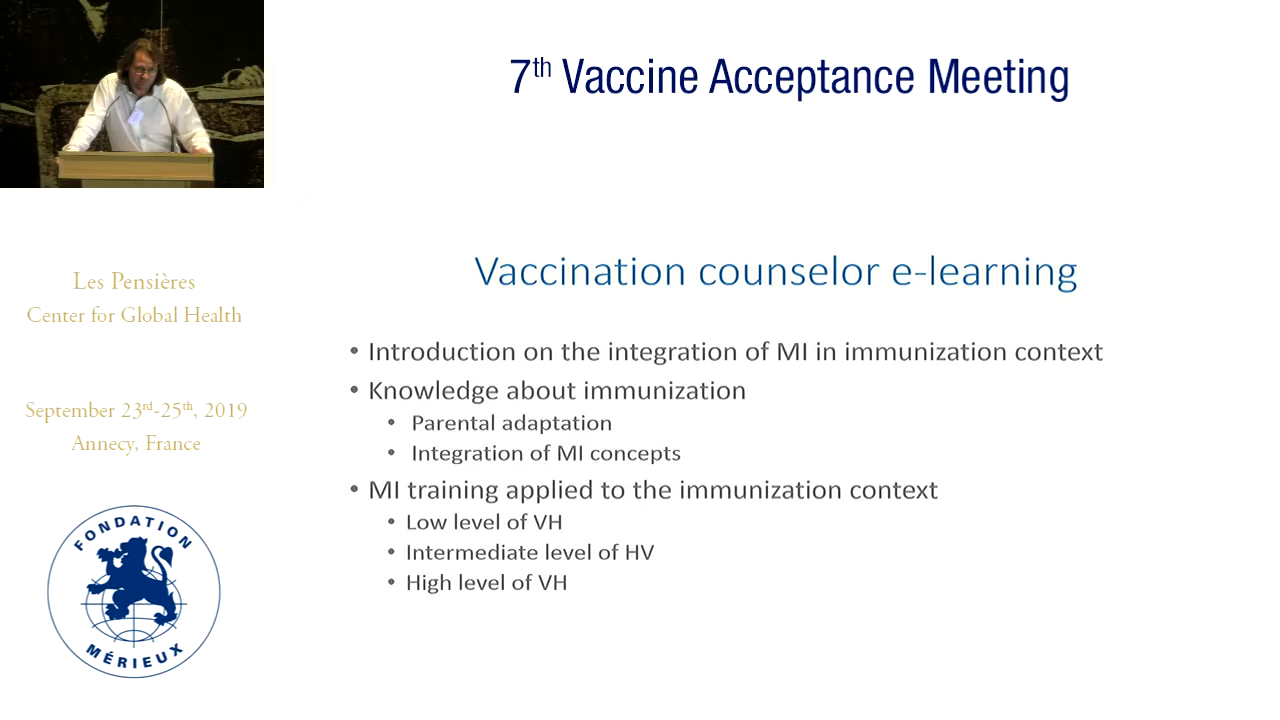 7th Vaccine Acceptance Meeting
Les Pensières
Center for Global Health
September 23rd-25th, 2019
Annecy, France
FONDATION
MÉRIEUX
Vaccination counselor e-learning
• Introduction on the integration of MI in immunization context
• Knowledge about immunization
• Parental adaptation
• Integration of MI concepts
• MI training applied to the immunization context
• Low level of VH
• Intermediate level of HV
• High level of VH